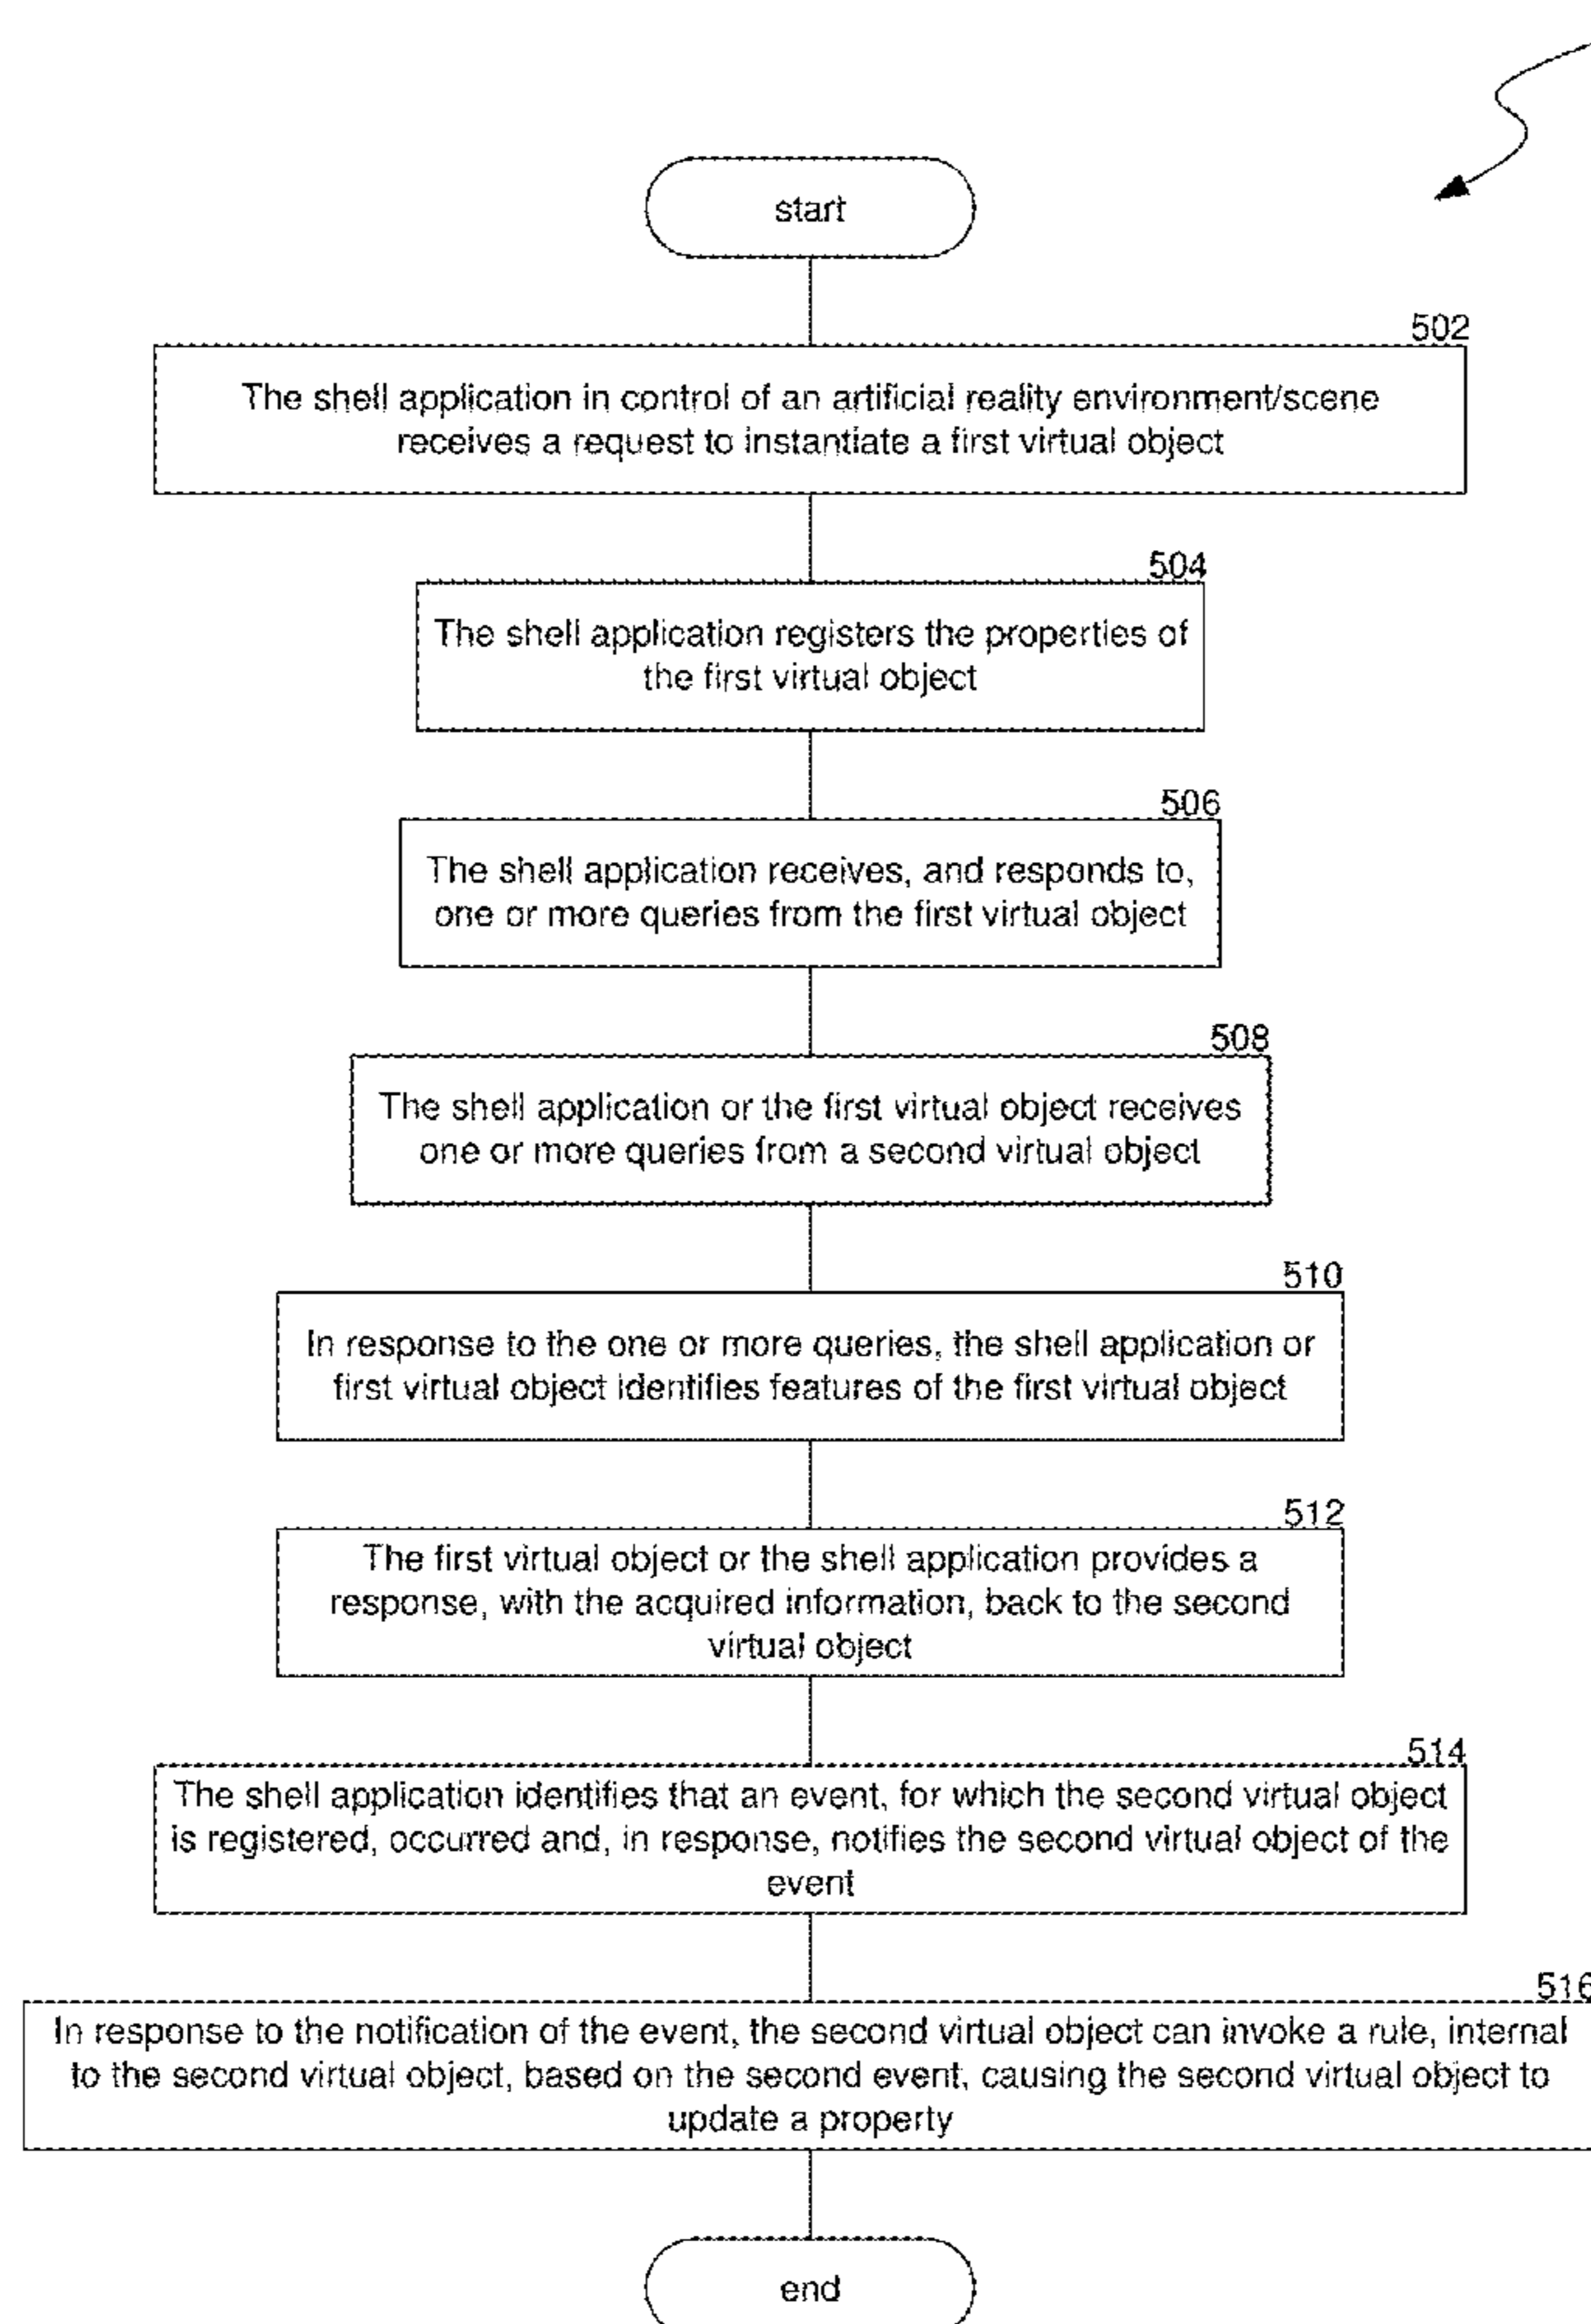 start
502
The shell application in control of an artificial reality environment/scene
receives a request to instantiate a first virtual object
504
The shell application registers the properties of
the first virtual object
506
The shell application receives, and responds to,
one or more queries from the first virtual object
508
The shell application or the first virtual object receives
one or more queries from a second virtual object
510
In response to the one or more queries, the shell application or
first virtual object identifies features of the first virtual object
512
The first virtual object or the shell application provides a
response, with the acquired information, back to the second
virtual object
514
The shell application identifies that an event, for which the second virtual object
is registered, occurred and, in response, notifies the second virtual object of the
event
516
In response to the notification of the event, the second virtual object can invoke a rule, internal
to the second virtual object, based on the second event, causing the second virtual object to
update a property
end